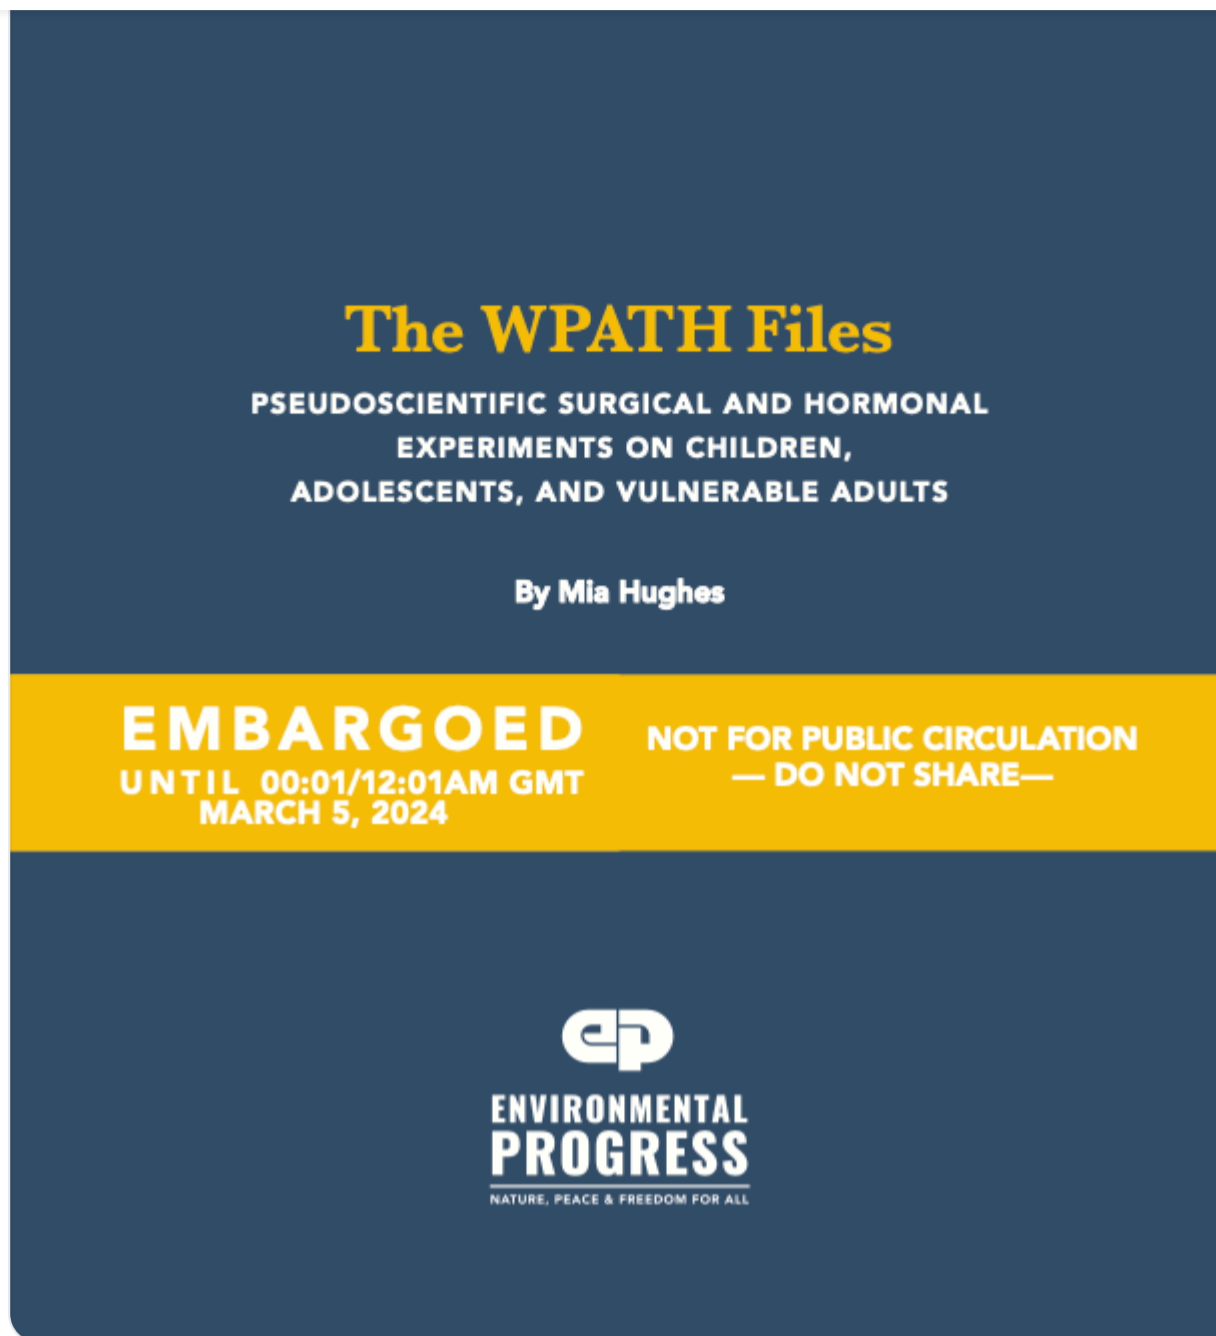 The WPATH Files
PSEUDOSCIENTIFIC SURGICAL AND HORMONAL
EXPERIMENTS ON CHILDREN,
ADOLESCENTS, AND VULNERABLE ADULTS
By Mia Hughes
EMBARGOED
UNTIL 00:01/12:01AM GMT
MARCH 5, 2024
NOT FOR PUBLIC CIRCULATION
— DO NOT SHARE—
ep
ENVIRONMENTAL
PROGRESS
NATURE, PEACE & FREEDOM FOR ALL